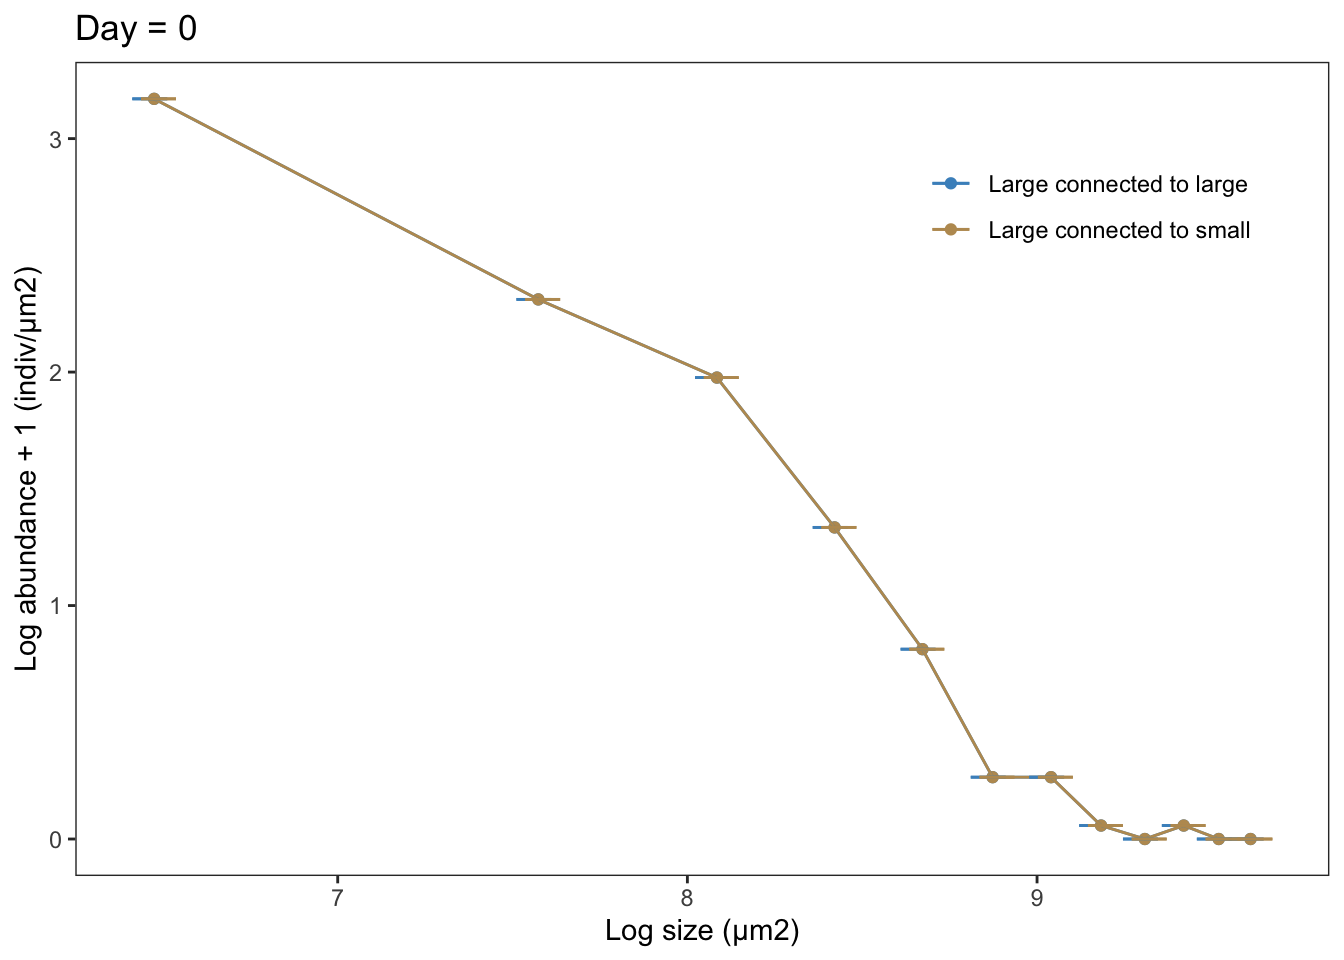 Day = 0
Log abundance + 1 (indiv/µm2)
3
2
1
0
Large connected to large
Large connected to small
7
8
9
Log size (µm2)